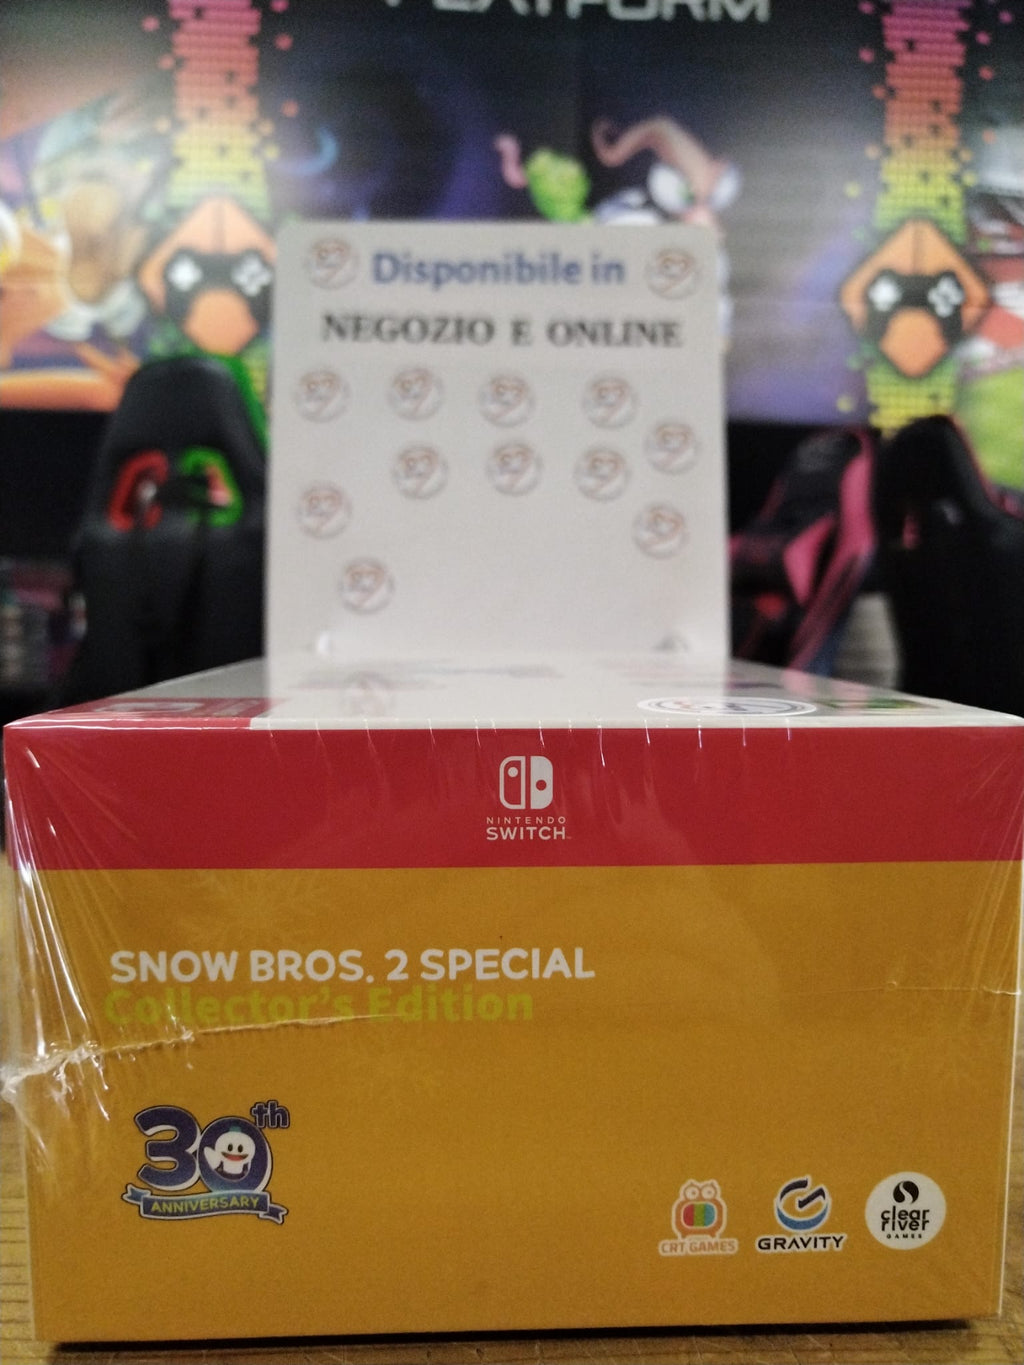 PLATFORM
Disponibile in
NEGOZIO E ONLINE
NINTENDO
SWITCH
SNOW BROS. 2 SPECIAL
Collector's Edition
30th
ANNIVERSARY
CRT GAMES
GRAVITY
clear
river
GAMES